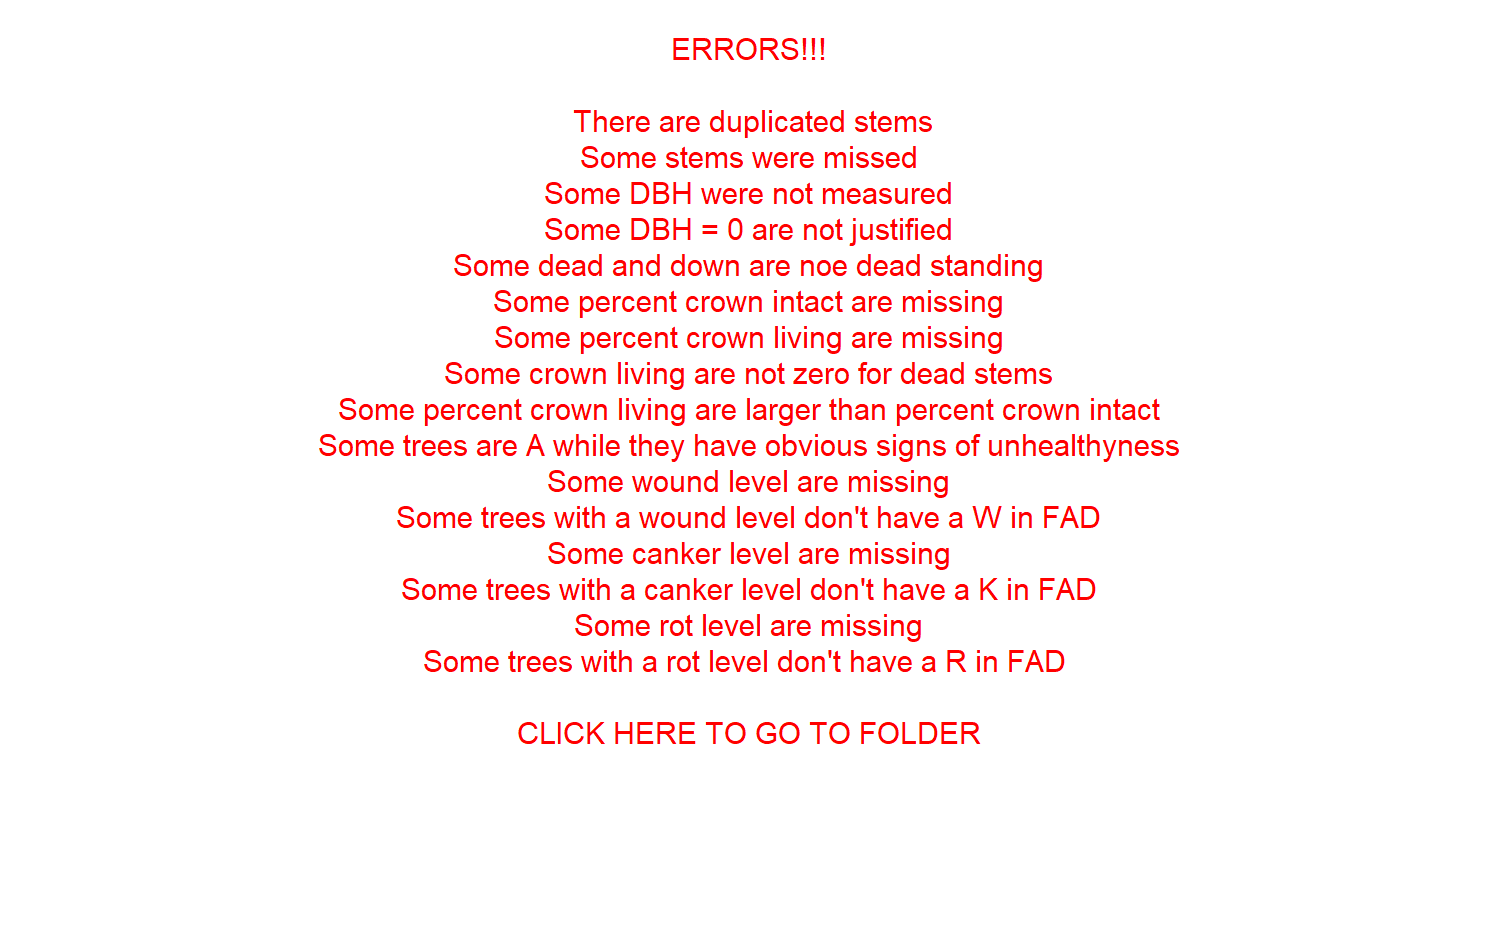 ERRORS!!!
There are duplicated stems
Some stems were missed
Some DBH were not measured
Some DBH = 0 are not justified
Some dead and down are noe dead standing
Some percent crown intact are missing
Some percent crown living are missing
Some crown living are not zero for dead stems
Some percent crown living are larger than percent crown intact
Some trees are A while they have obvious signs of unhealthyness
Some wound level are missing
Some trees with a wound level don't have a W in FAD
Some canker level are missing
Some trees with a canker level don't have a K in FAD
Some rot level are missing
Some trees with a rot level don't have a R in FAD
CLICK HERE TO GO TO FOLDER